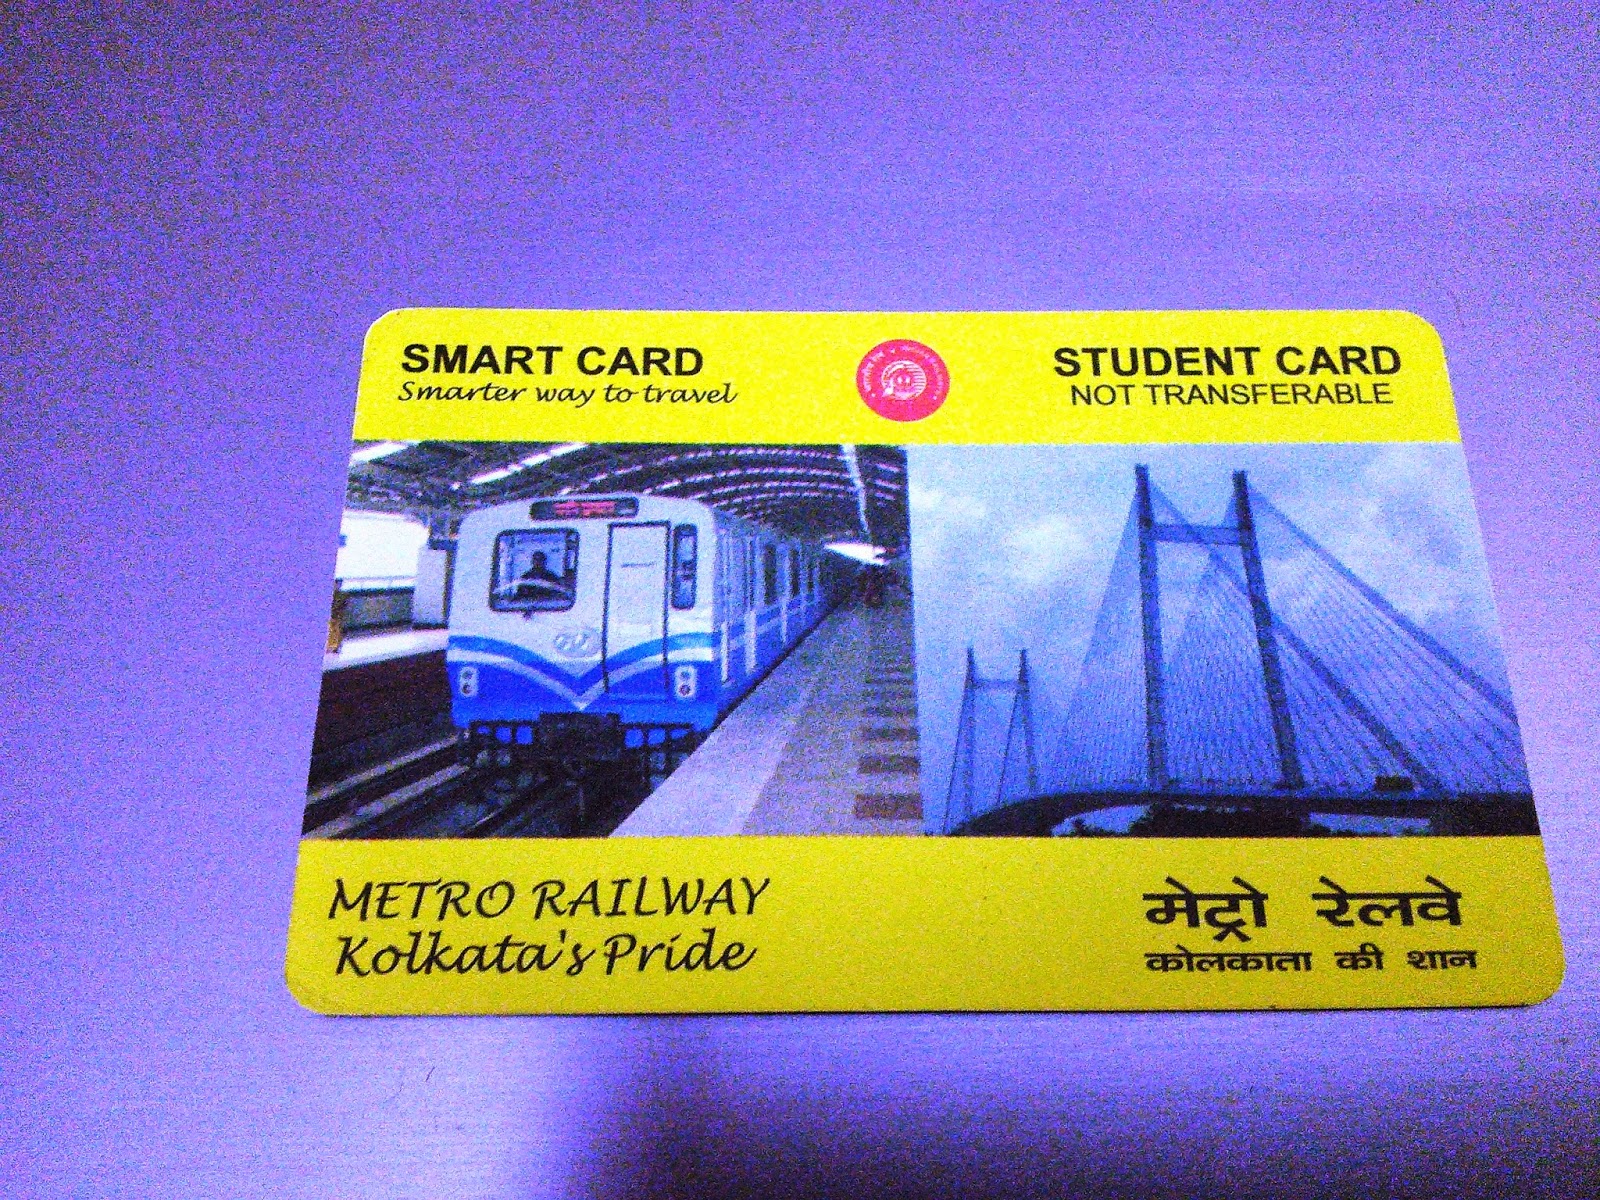 SMART CARD
Smarter way to travel
STUDENT CARD
NOT TRANSFERABLE
METRO RAILWAY
Kolkata's Pride
मेट्रो रेलवे
कोलकाता की शान